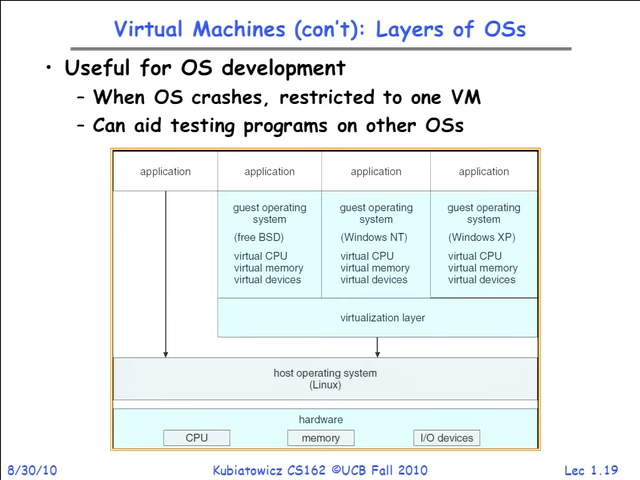 Virtual Machines (con't): Layers of OSs
• Useful for OS development
– When OS crashes, restricted to one VM
– Can aid testing programs on other OSs
application application application application
guest operating system guest operating system guest operating system
(free BSD) (Windows NT) (Windows XP)
virtual CPU virtual CPU virtual CPU
virtual memory virtual memory virtual memory
virtual devices virtual devices virtual devices
virtualization layer
host operating system
(Linux)
hardware
CPU memory I/O devices
8/30/10 Kubiatowicz CS162 ©UCB Fall 2010 Lec 1.19